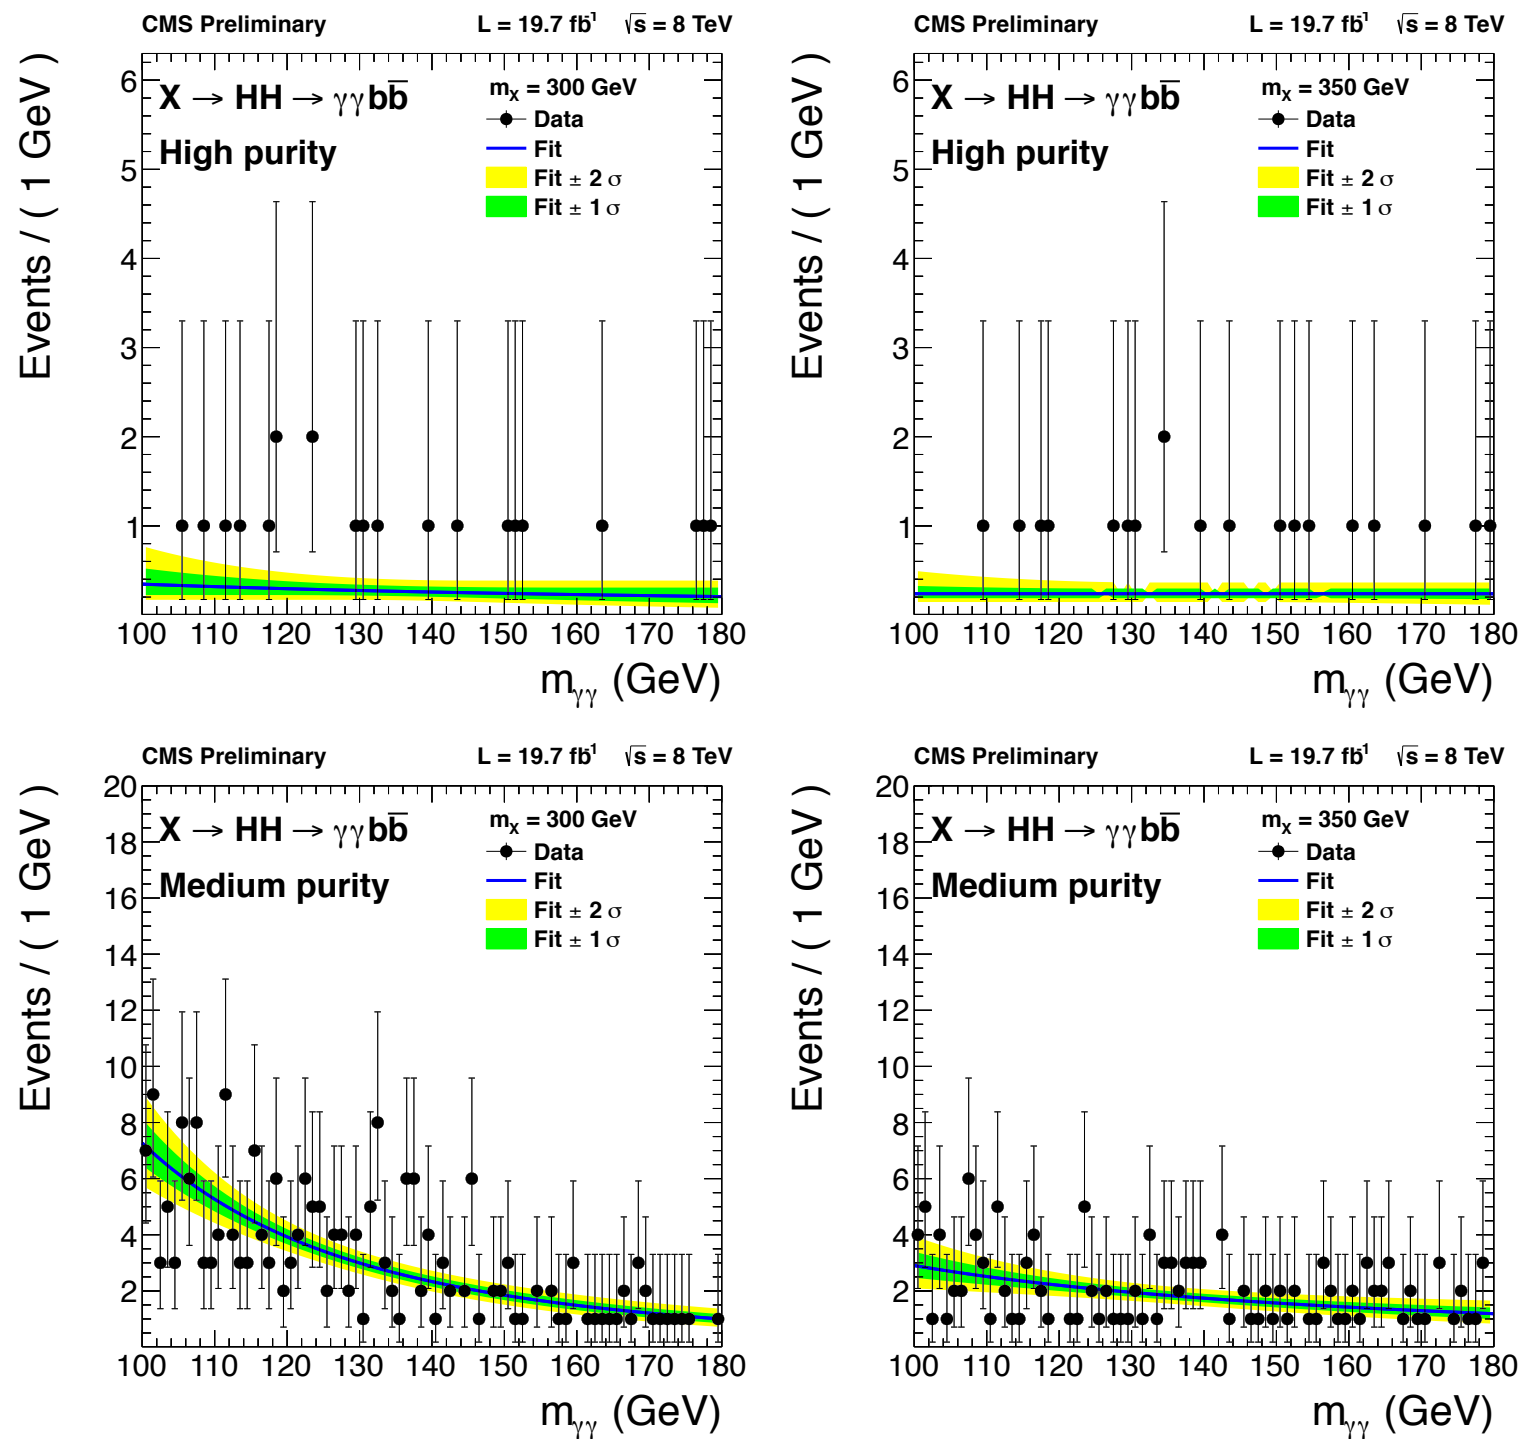 CMS Preliminary L = 19.7 fb⁻¹ √s = 8 TeV
6
X → HH → γγbb̅
High purity
m_X = 300 GeV
Data
Fit
Fit ± 2 σ
Fit ± 1 σ
5
4
3
2
1
Events / ( 1 GeV )
100 110 120 130 140 150 160 170 180
m_γγ (GeV)
CMS Preliminary L = 19.7 fb⁻¹ √s = 8 TeV
6
X → HH → γγbb̅
High purity
m_X = 350 GeV
Data
Fit
Fit ± 2 σ
Fit ± 1 σ
5
4
3
2
1
Events / ( 1 GeV )
100 110 120 130 140 150 160 170 180
m_γγ (GeV)
CMS Preliminary L = 19.7 fb⁻¹ √s = 8 TeV
20
X → HH → γγbb̅
Medium purity
m_X = 300 GeV
Data
Fit
Fit ± 2 σ
Fit ± 1 σ
18
16
14
12
10
8
6
4
2
Events / ( 1 GeV )
100 110 120 130 140 150 160 170 180
m_γγ (GeV)
CMS Preliminary L = 19.7 fb⁻¹ √s = 8 TeV
20
X → HH → γγbb̅
Medium purity
m_X = 350 GeV
Data
Fit
Fit ± 2 σ
Fit ± 1 σ
18
16
14
12
10
8
6
4
2
Events / ( 1 GeV )
100 110 120 130 140 150 160 170 180
m_γγ (GeV)